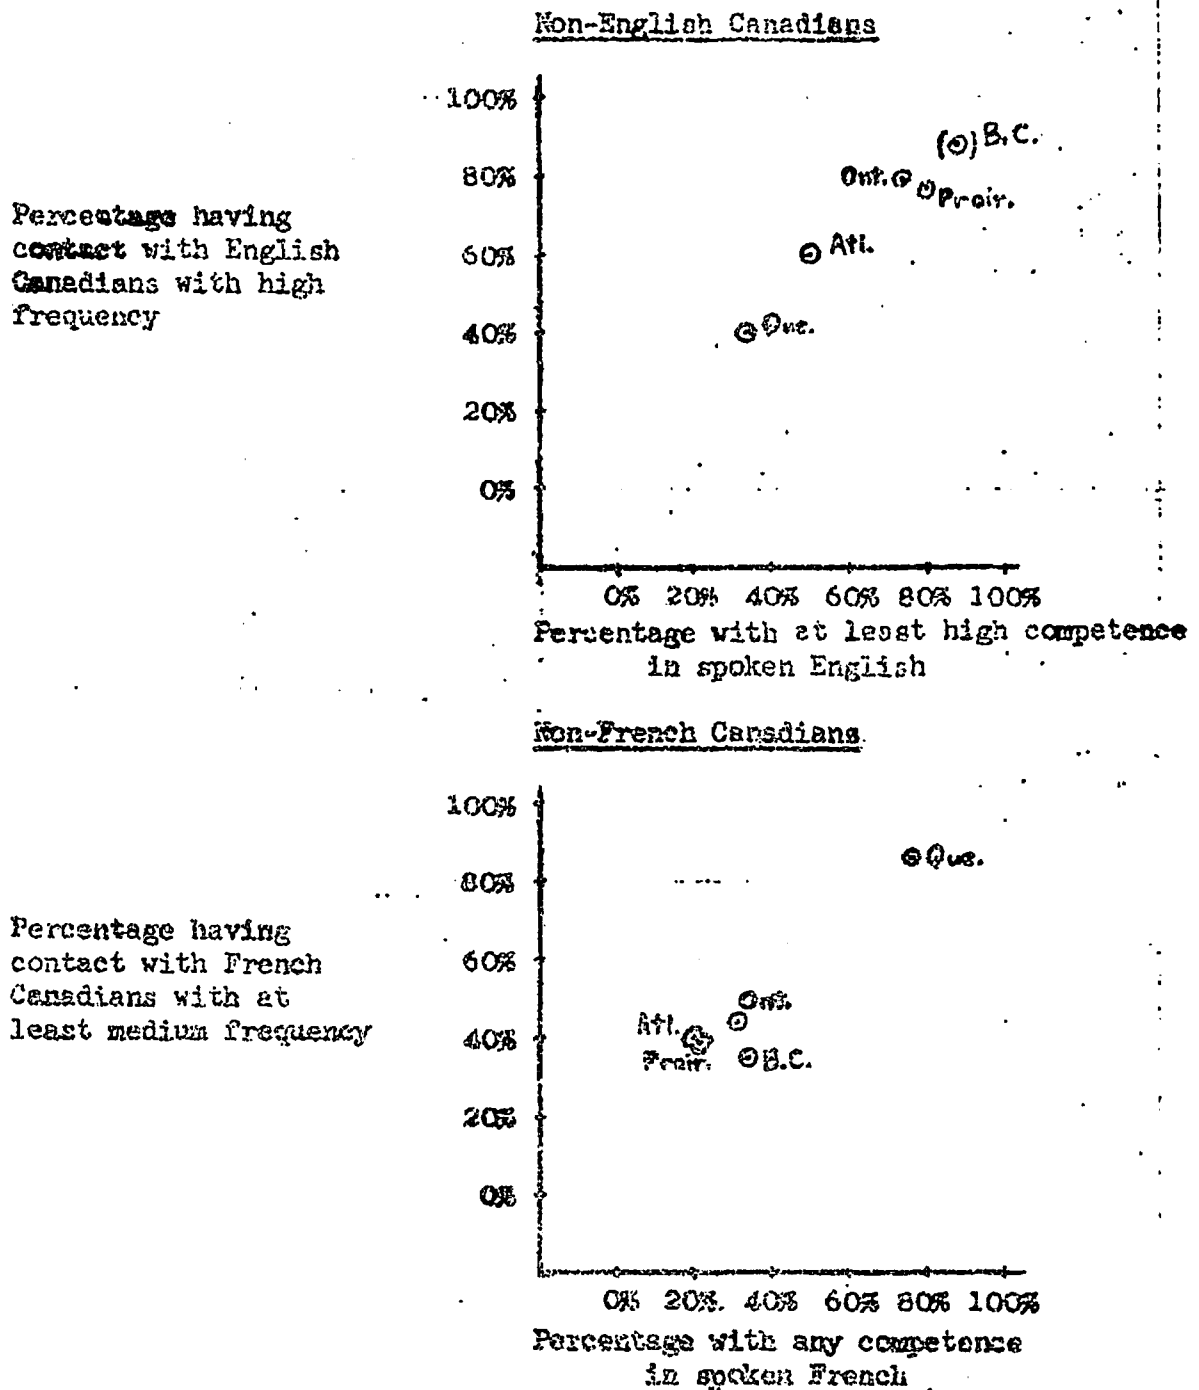 Non-English Canadians
100%
B.C.
80%
Ont.
Prair.
Percentage having
contact with English
Canadians with high
frequency
60%
Atl.
40%
Que.
20%
0%
0% 20% 40% 60% 80% 100%
Percentage with at least high competence
in spoken English
Non-French Canadians
100%
Que.
80%
Percentage having
contact with French
Canadians with at
least medium frequency
60%
Ont.
Atl.
40%
Prair.
B.C.
20%
0%
0% 20% 40% 60% 80% 100%
Percentage with any competence
in spoken French